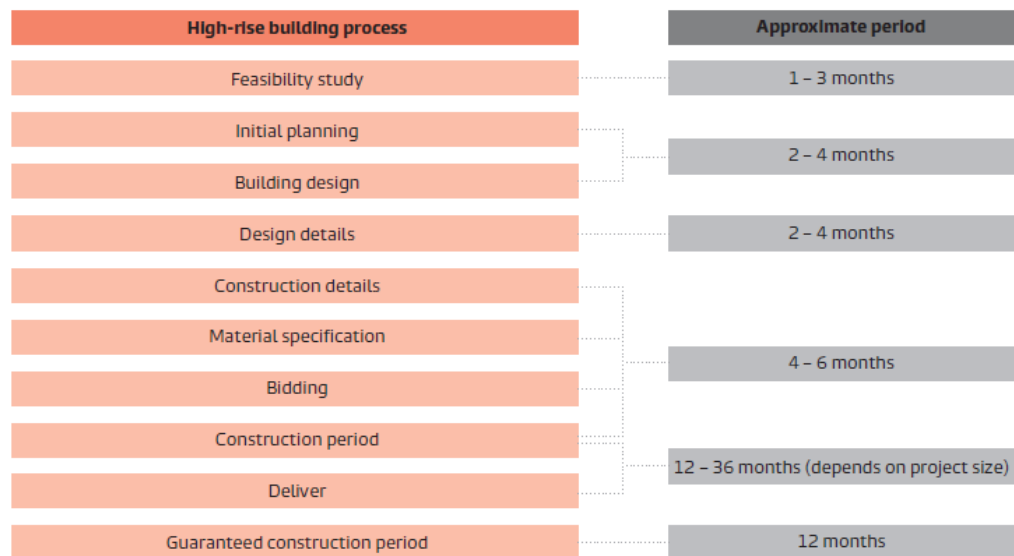 High-rise building process
Approximate period
Feasibility study
1 – 3 months
Initial planning
2 – 4 months
Building design
Design details
2 – 4 months
Construction details
Material specification
4 – 6 months
Bidding
Construction period
12 – 36 months (depends on project size)
Deliver
Guaranteed construction period
12 months